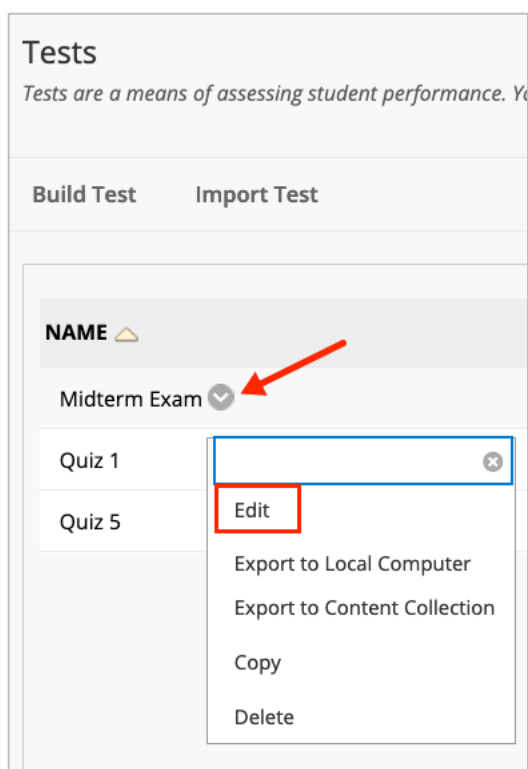 Tests
Tests are a means of assessing student performance.
Build Test Import Test
NAME
Midterm Exam
Quiz 1
Edit
Quiz 5
Export to Local Computer
Export to Content Collection
Copy
Delete